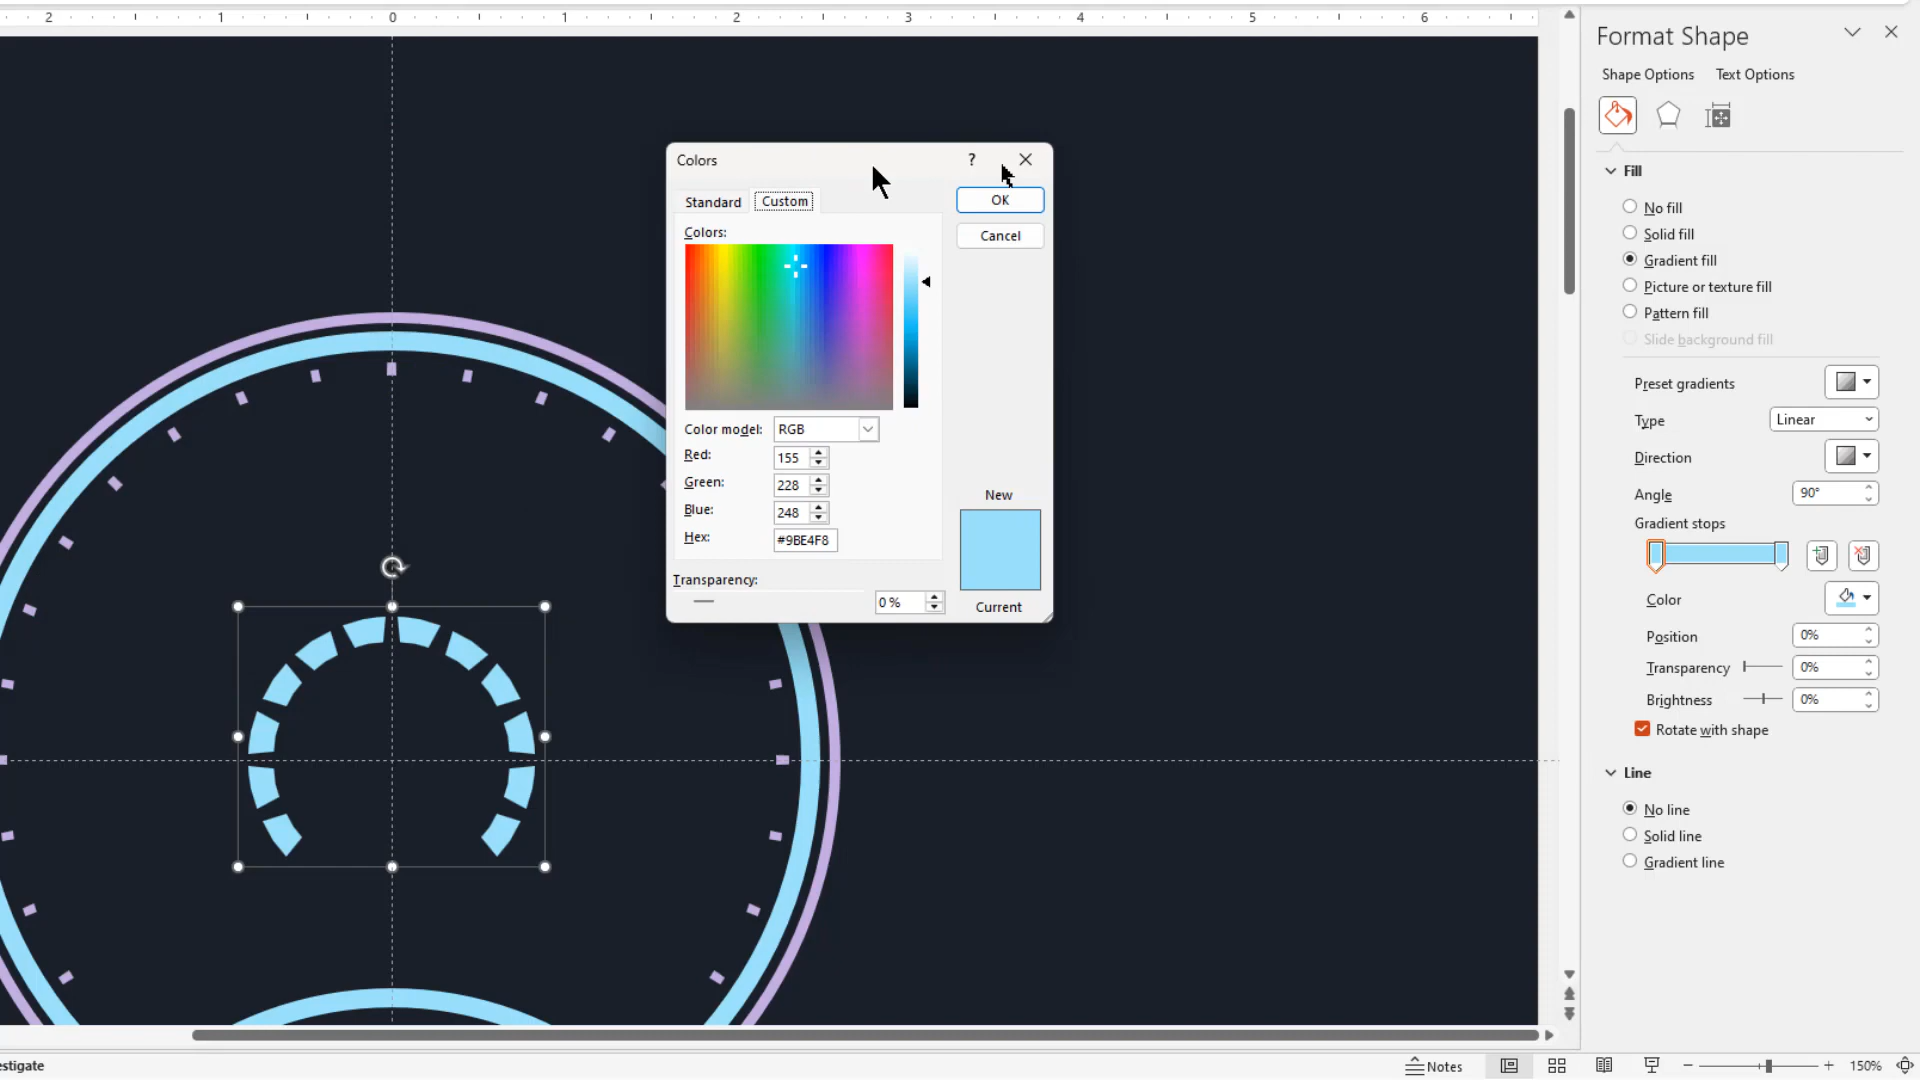 2 1 0 1 2 3 4 5 6
Format Shape
Shape Options Text Options
Colors ?
Standard Custom
OK
Cancel
Colors:
Color model: RGB
Red: 155
Green: 228
Blue: 248
Hex: #9BE4F8
Transparency:
0 %
New
Current
Fill
No fill
Solid fill
Gradient fill
Picture or texture fill
Pattern fill
Slide background fill
Preset gradients
Type Linear
Direction
Angle 90°
Gradient stops
Color
Position 0%
Transparency 0%
Brightness 0%
Rotate with shape
Line
No line
Solid line
Gradient line
estigate
Notes
150%